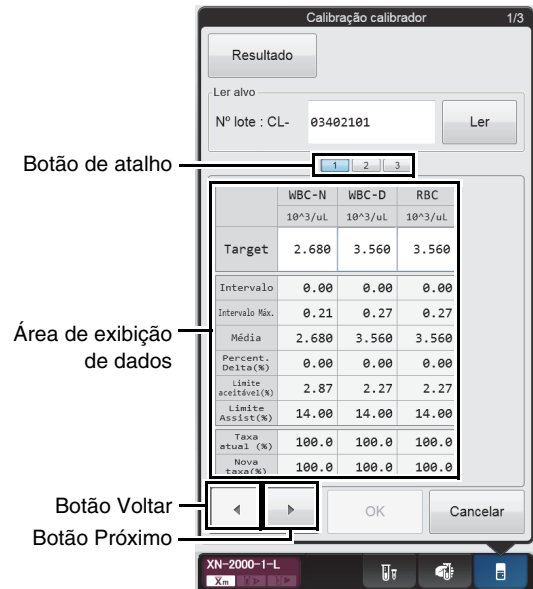 Calibração calibrador 1/3
Resultado
Ler alvo
Nº lote : CL- 03402101 Ler
Botão de atalho
1 2 3
WBC-N WBC-D RBC
10^3/uL 10^3/uL 10^3/uL
Target 2.680 3.560 3.560
Intervalo 0.00 0.00 0.00
Intervalo Máx. 0.21 0.27 0.27
Área de exibição
de dados
Média 2.680 3.560 3.560
Percent.
Delta(%) 0.00 0.00 0.00
Limite
aceitável(%) 2.87 2.27 2.27
Limite
Assist(%) 14.00 14.00 14.00
Taxa
atual (%) 100.0 100.0 100.0
Nova
taxa(%) 100.0 100.0 100.0
Botão Voltar
Botão Próximo
OK Cancelar
XN-2000-1-L
Xm